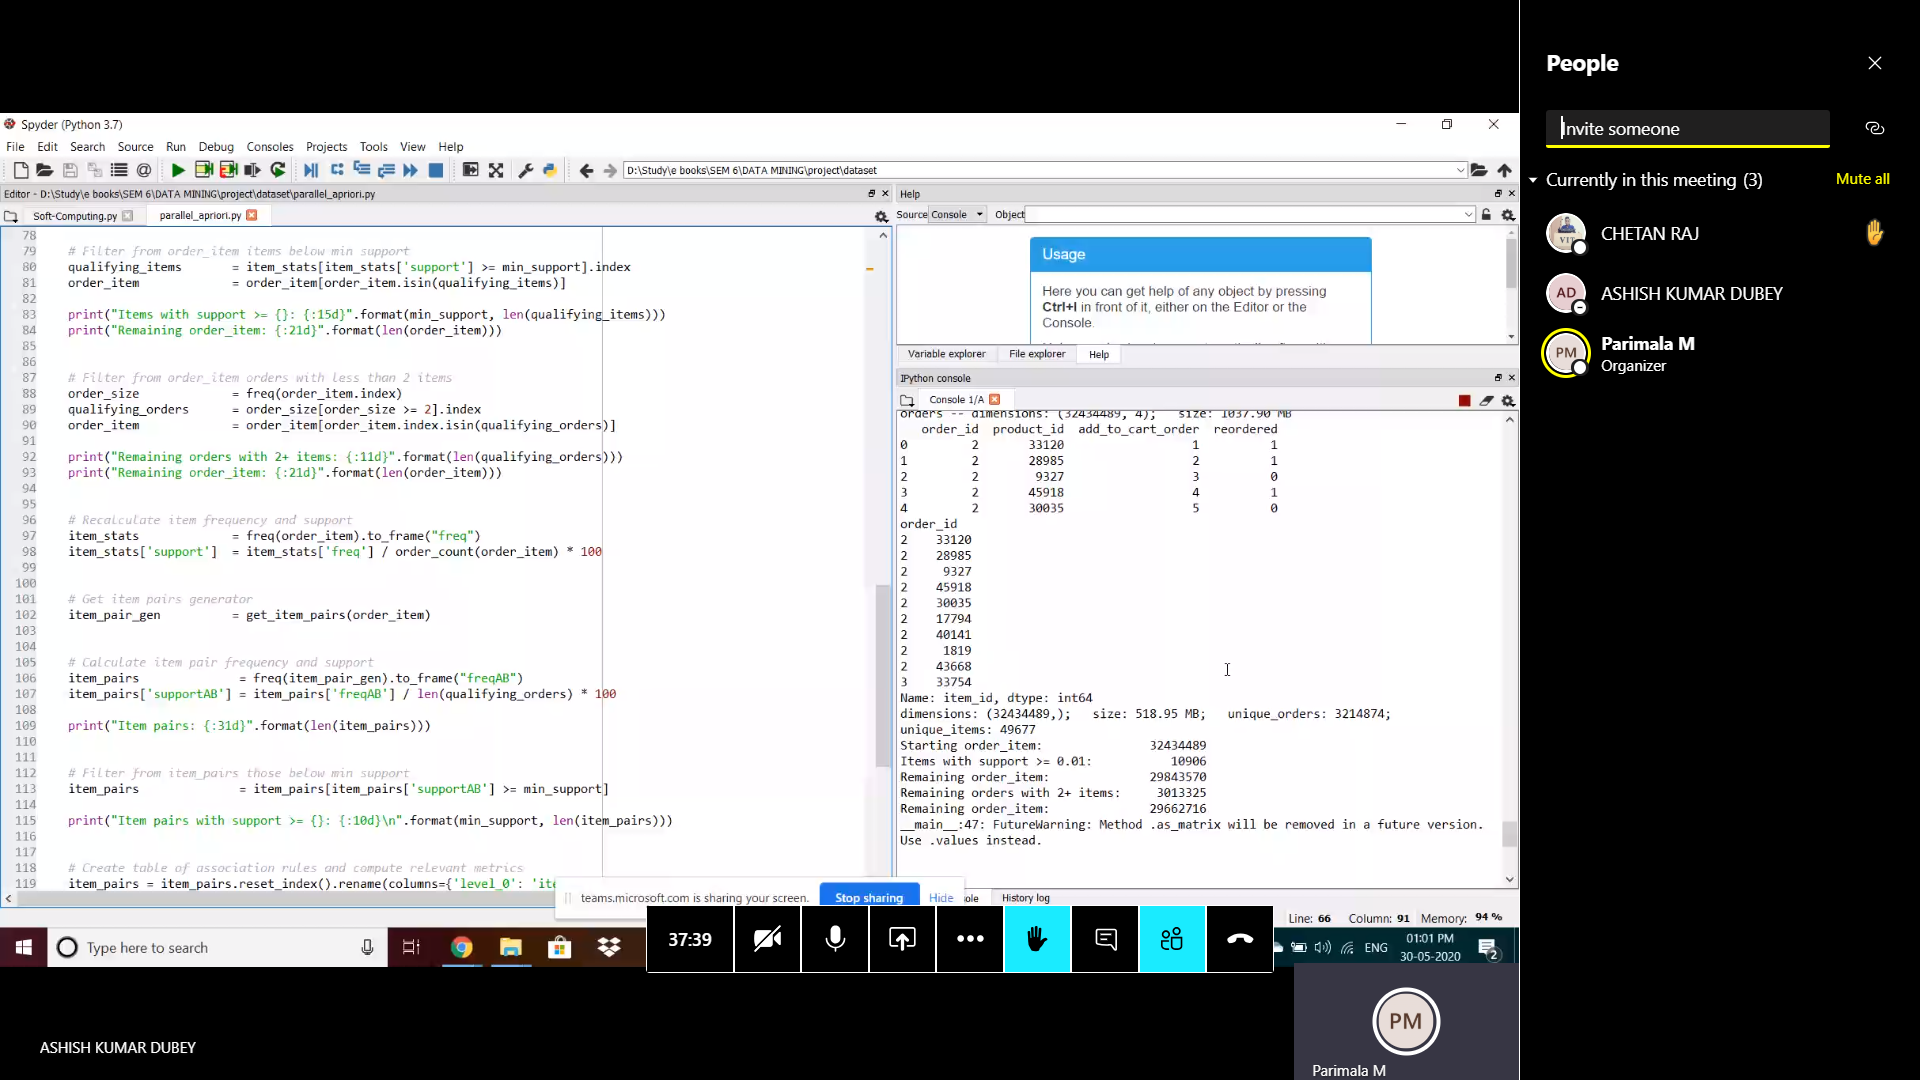 People
Invite someone
Currently in this meeting (3)
Mute all
CHETAN RAJ
AD
ASHISH KUMAR DUBEY
PM
Parimala M
Organizer
Spyder (Python 3.7)
File Edit Search Source Run Debug Consoles Projects Tools View Help
D:\Study\e books\SEM 6\DATA MINING\project\dataset
Editor - D:\Study\e books\SEM 6\DATA MINING\project\dataset\parallel_apriori.py
Soft-Computing.py
parallel_apriori.py
78
79 # Filter from order_item items below min support
80 qualifying_items = item_stats[item_stats['support'] >= min_support].index
81 order_item = order_item[order_item.isin(qualifying_items)]
82
83 print("Items with support >= {}: {:15d}".format(min_support, len(qualifying_items)))
84 print("Remaining order_item: {:21d}".format(len(order_item)))
85
86
87 # Filter from order_item orders with less than 2 items
88 order_size = freq(order_item.index)
89 qualifying_orders = order_size[order_size >= 2].index
90 order_item = order_item[order_item.index.isin(qualifying_orders)]
91
92 print("Remaining orders with 2+ items: {:11d}".format(len(qualifying_orders)))
93 print("Remaining order_item: {:21d}".format(len(order_item)))
94
95
96 # Recalculate item frequency and support
97 item_stats = freq(order_item).to_frame("freq")
98 item_stats['support'] = item_stats['freq'] / order_count(order_item) * 100
99
100
101 # Get item pairs generator
102 item_pair_gen = get_item_pairs(order_item)
103
104
105 # Calculate item pair frequency and support
106 item_pairs = freq(item_pair_gen).to_frame("freqAB")
107 item_pairs['supportAB'] = item_pairs['freqAB'] / len(qualifying_orders) * 100
108
109 print("Item pairs: {:31d}".format(len(item_pairs)))
110
111
112 # Filter from item_pairs those below min support
113 item_pairs = item_pairs[item_pairs['supportAB'] >= min_support]
114
115 print("Item pairs with support >= {}: {:10d}\n".format(min_support, len(item_pairs)))
116
117
118 # Create table of association rules and compute relevant metrics
119 item_pairs = item_pairs.reset_index().rename(columns={'level_0': 'ite
Help
Source Console Object
Usage
Here you can get help of any object by pressing
Ctrl+I in front of it, either on the Editor or the
Console.
Variable explorer File explorer Help
IPython console
Console 1/A
orders -- dimensions: (32434489, 4); size: 1037.90 MB
order_id product_id add_to_cart_order reordered
0 2 33120 1 1
1 2 28985 2 1
2 2 9327 3 0
3 2 45918 4 1
4 2 30035 5 0
order_id
2 33120
2 28985
2 9327
2 45918
2 30035
2 17794
2 40141
2 1819
2 43668
3 33754
Name: item_id, dtype: int64
dimensions: (32434489,); size: 518.95 MB; unique_orders: 3214874;
unique_items: 49677
Starting order_item: 32434489
Items with support >= 0.01: 10906
Remaining order_item: 29843570
Remaining orders with 2+ items: 3013325
Remaining order_item: 29662716
__main__:47: FutureWarning: Method .as_matrix will be removed in a future version.
Use .values instead.
teams.microsoft.com is sharing your screen.
Stop sharing
Hide
sole
History log
Line: 66 Column: 91 Memory: 94 %
Type here to search
37:39
ENG
01:01 PM
30-05-2020
2
ASHISH KUMAR DUBEY
PM
Parimala M